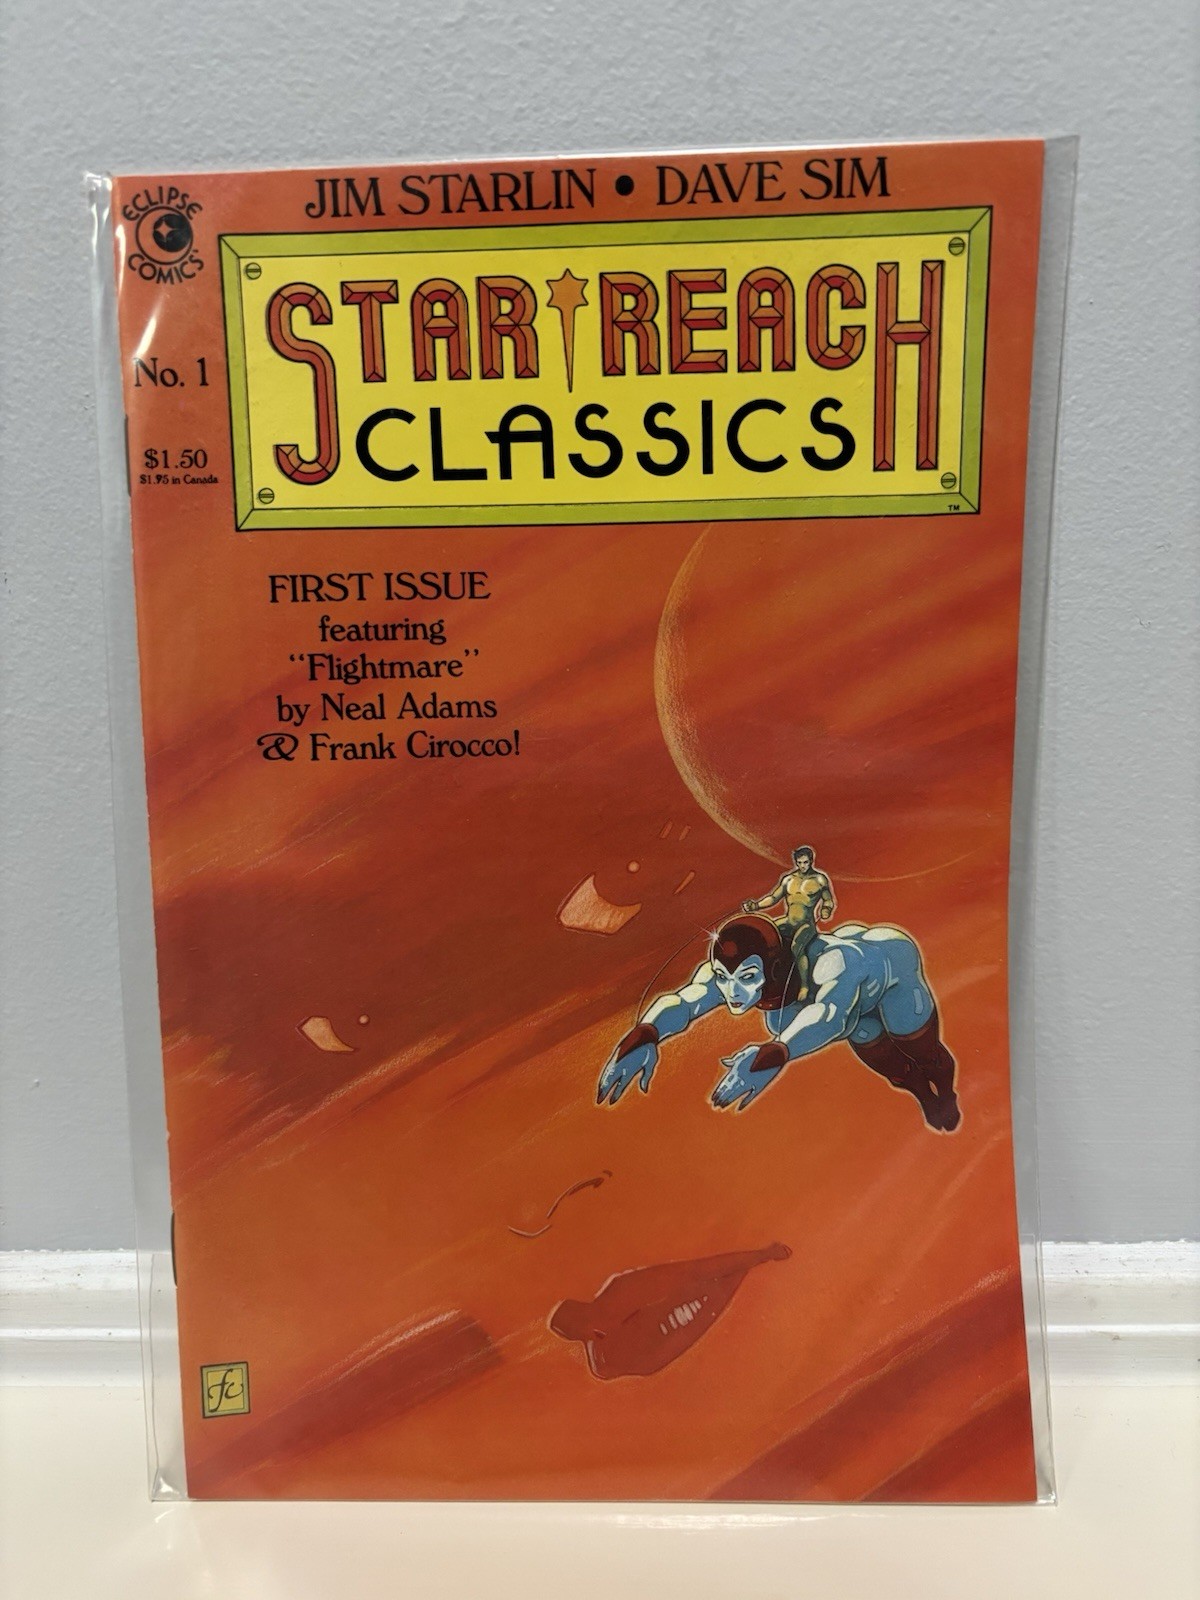 JIM STARLIN • DAVE SIM
ECLIPSE
COMICS™
STAR REACH
CLASSICS
™
No. 1
$1.50
$1.95 in Canada
FIRST ISSUE
featuring
“Flightmare”
by Neal Adams
& Frank Cirocco!
fc